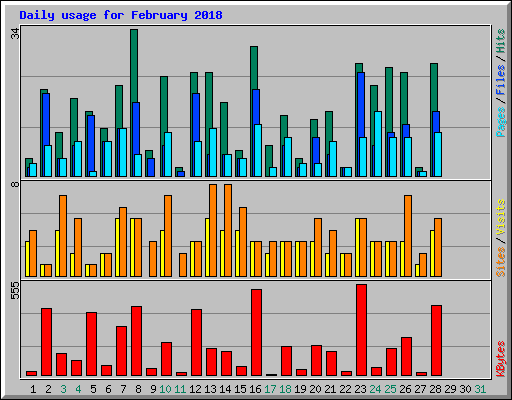 Daily usage for February 2018
34
Pages / Files / Hits
8
Sites / Visits
555
KBytes
1 2 3 4 5 6 7 8 9 10 11 12 13 14 15 16 17 18 19 20 21 22 23 24 25 26 27 28 29 30 31